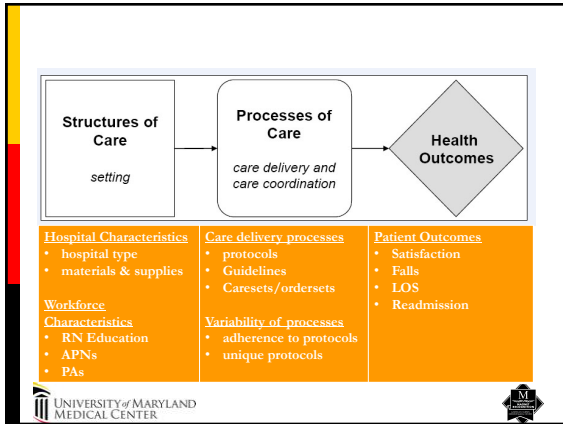 Structures of
Care
setting
Processes of
Care
care delivery and
care coordination
Health
Outcomes
Hospital Characteristics
• hospital type
• materials & supplies
Workforce
Characteristics
• RN Education
• APNs
• PAs
Care delivery processes
• protocols
• Guidelines
• Caresets/ordersets
Variability of processes
• adherence to protocols
• unique protocols
Patient Outcomes
• Satisfaction
• Falls
• LOS
• Readmission
UNIVERSITY of MARYLAND
MEDICAL CENTER
M